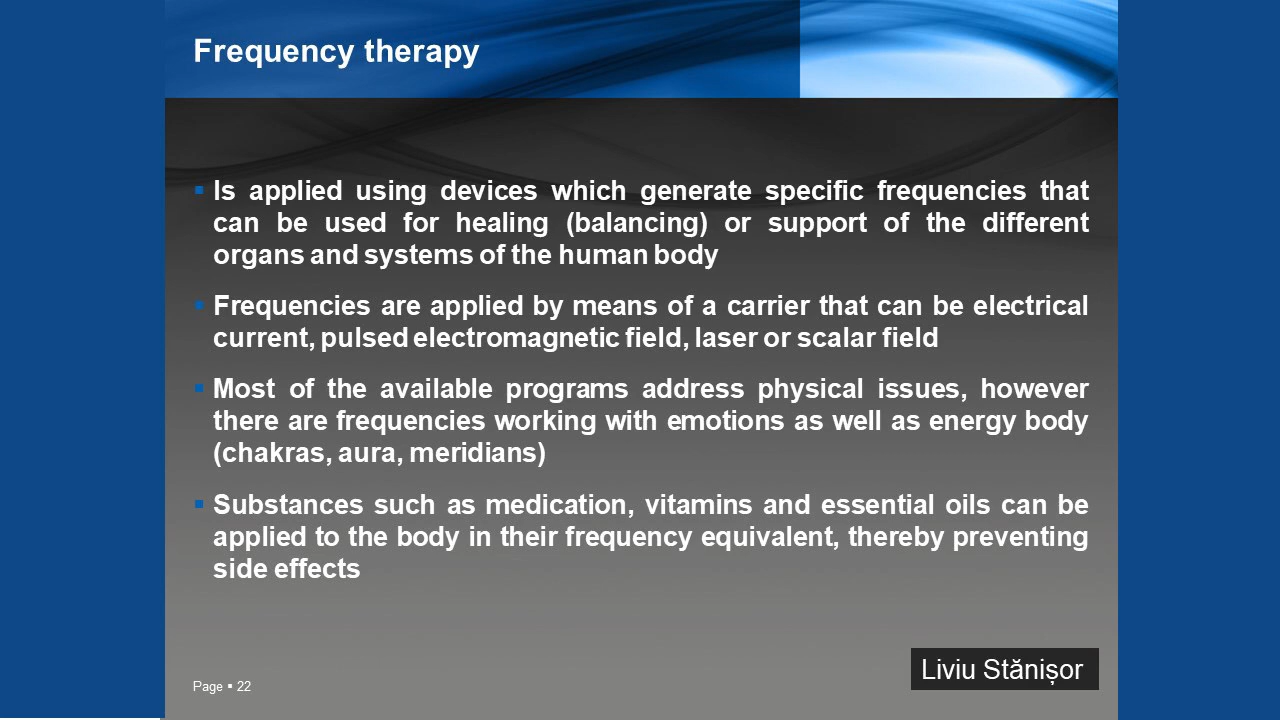 Frequency therapy
Is applied using devices which generate specific frequencies that
can be used for healing (balancing) or support of the different
organs and systems of the human body
Frequencies are applied by means of a carrier that can be electrical
current, pulsed electromagnetic field, laser or scalar field
Most of the available programs address physical issues, however
there are frequencies working with emotions as well as energy body
(chakras, aura, meridians)
Substances such as medication, vitamins and essential oils can be
applied to the body in their frequency equivalent, thereby preventing
side effects
Liviu Stănișor
Page ▪ 22